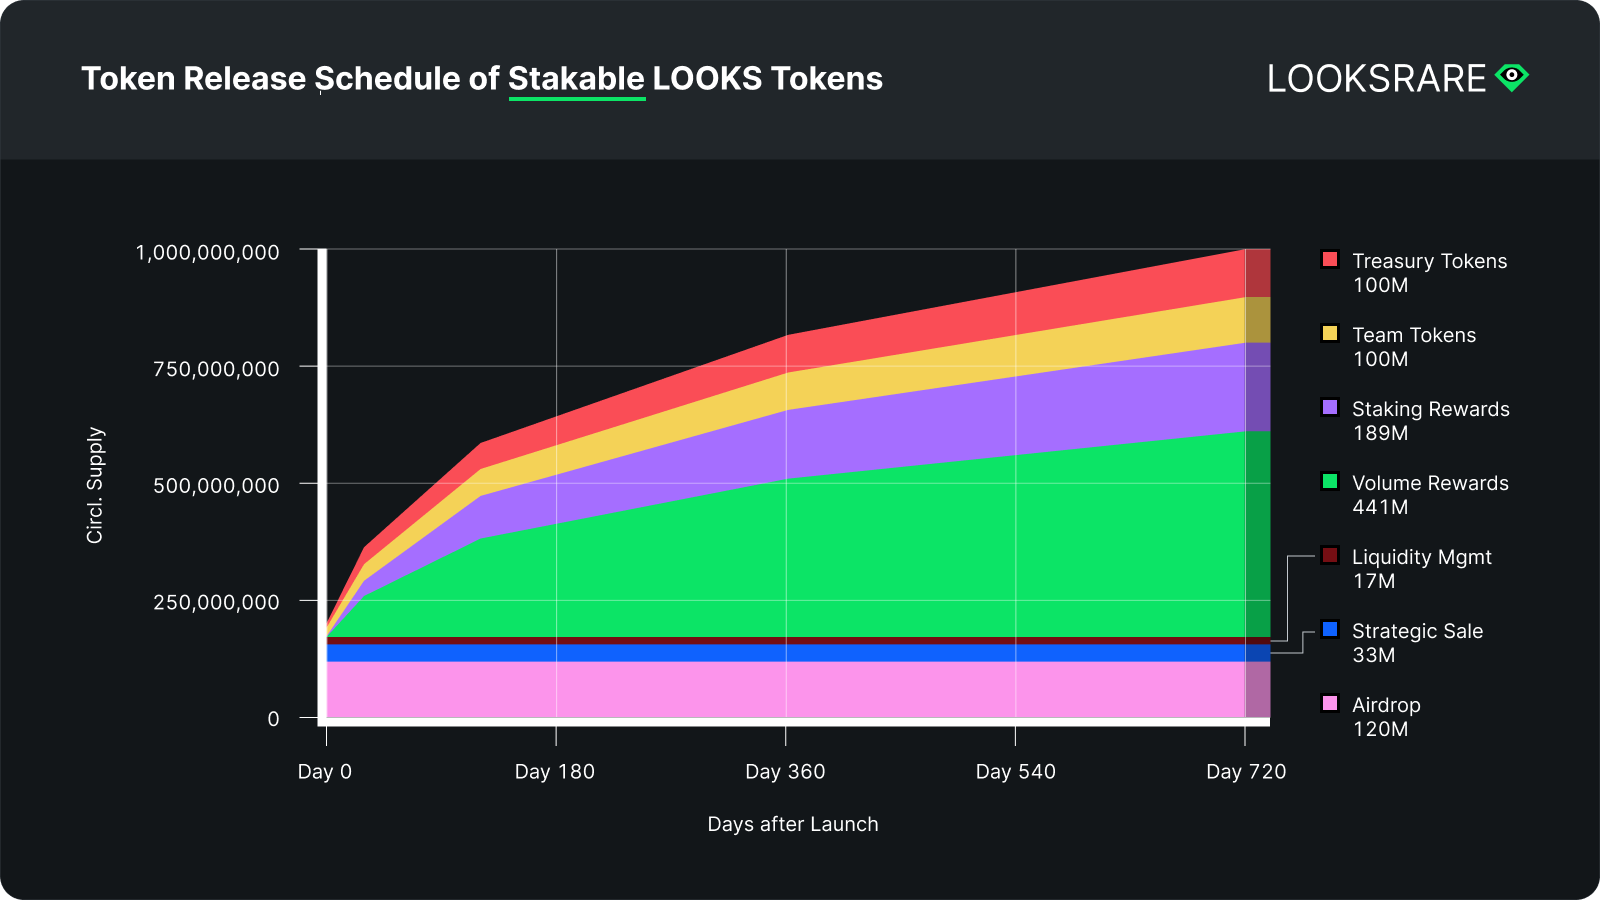 Token Release Schedule of Stakable LOOKS Tokens
LOOKSRARE
1,000,000,000
750,000,000
500,000,000
250,000,000
0
Circl. Supply
Day 0
Day 180
Day 360
Day 540
Day 720
Days after Launch
Treasury Tokens
100M
Team Tokens
100M
Staking Rewards
189M
Volume Rewards
441M
Liquidity Mgmt
17M
Strategic Sale
33M
Airdrop
120M